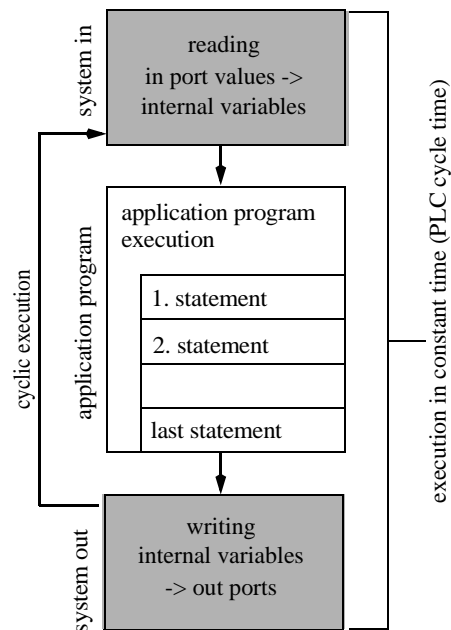 system in
reading
in port values ->
internal variables
cyclic execution
application program
application program
execution
1. statement
2. statement
last statement
execution in constant time (PLC cycle time)
system out
writing
internal variables
-> out ports